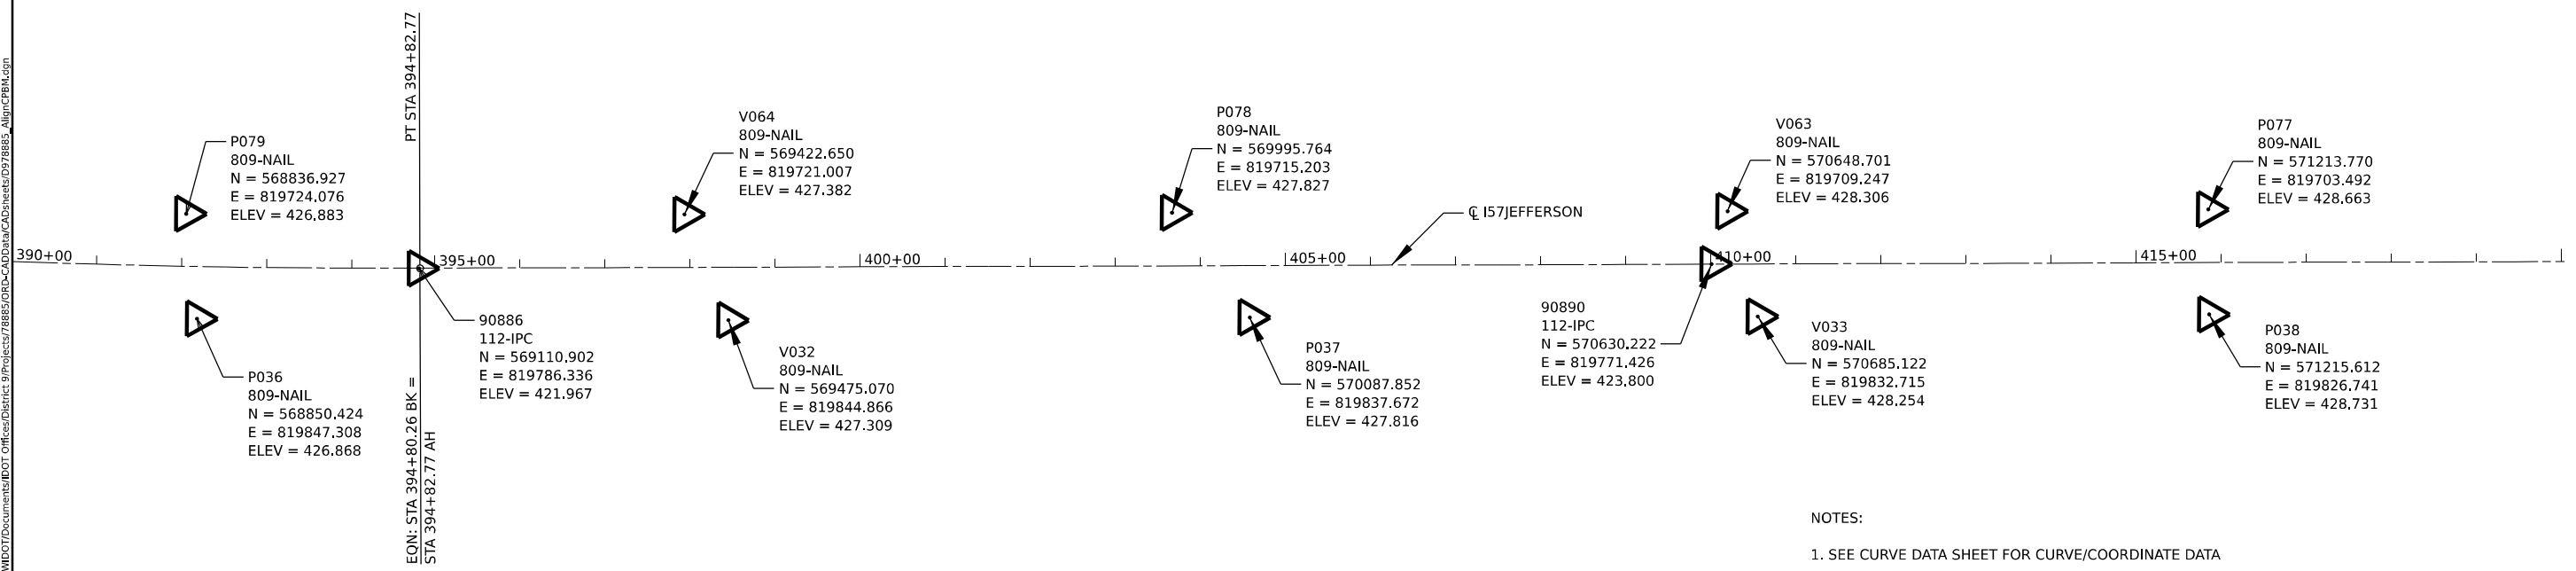 WIDOT/Documents/IDOT Offices/District 9/Projects/78885/ORD-CADData/CADsheets/D978885_AlignCPBM.dgn
PT STA 394+82.77
P079
809-NAIL
N = 568836.927
E = 819724.076
ELEV = 426.883
V064
809-NAIL
N = 569422.650
E = 819721.007
ELEV = 427.382
P078
809-NAIL
N = 569995.764
E = 819715.203
ELEV = 427.827
V063
809-NAIL
N = 570648.701
E = 819709.247
ELEV = 428.306
P077
809-NAIL
N = 571213.770
E = 819703.492
ELEV = 428.663
℄ I57JEFFERSON
390+00
395+00
400+00
405+00
410+00
415+00
P036
809-NAIL
N = 568850.424
E = 819847.308
ELEV = 426.868
EQN: STA 394+80.26 BK =
STA 394+82.77 AH
90886
112-IPC
N = 569110.902
E = 819786.336
ELEV = 421.967
V032
809-NAIL
N = 569475.070
E = 819844.866
ELEV = 427.309
P037
809-NAIL
N = 570087.852
E = 819837.672
ELEV = 427.816
90890
112-IPC
N = 570630.222
E = 819771.426
ELEV = 423.800
V033
809-NAIL
N = 570685.122
E = 819832.715
ELEV = 428.254
P038
809-NAIL
N = 571215.612
E = 819826.741
ELEV = 428.731
NOTES:
1. SEE CURVE DATA SHEET FOR CURVE/COORDINATE DATA